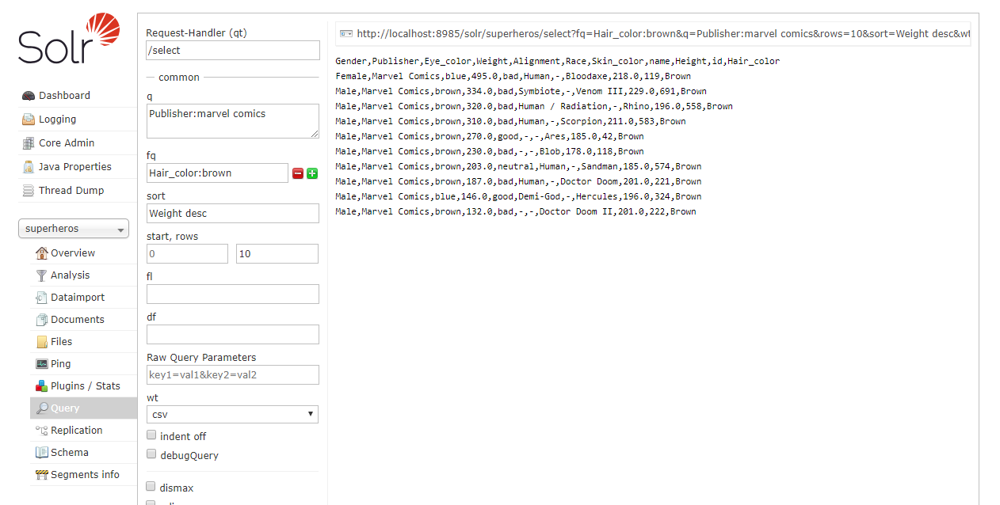 Solr
Dashboard
Logging
Core Admin
Java Properties
Thread Dump
superheros
Overview
Analysis
Dataimport
Documents
Files
Ping
Plugins / Stats
Query
Replication
Schema
Segments info
Request-Handler (qt)
/select
common
q
Publisher:marvel comics
fq
Hair_color:brown
sort
Weight desc
start, rows
0 10
fl
df
Raw Query Parameters
key1=val1&key2=val2
wt
csv
indent off
debugQuery
dismax
http://localhost:8985/solr/superheros/select?fq=Hair_color:brown&q=Publisher:marvel comics&rows=10&sort=Weight desc&wt
Gender,Publisher,Eye_color,Weight,Alignment,Race,Skin_color,name,Height,id,Hair_color
Female,Marvel Comics,blue,495.0,bad,Human,-,Bloodaxe,218.0,119,Brown
Male,Marvel Comics,brown,334.0,bad,Symbiote,-,Venom III,229.0,691,Brown
Male,Marvel Comics,brown,320.0,bad,Human / Radiation,-,Rhino,196.0,558,Brown
Male,Marvel Comics,brown,310.0,bad,Human,-,Scorpion,211.0,583,Brown
Male,Marvel Comics,brown,270.0,good,-,-,Ares,185.0,42,Brown
Male,Marvel Comics,brown,230.0,bad,-,-,Blob,178.0,118,Brown
Male,Marvel Comics,brown,203.0,neutral,Human,-,Sandman,185.0,574,Brown
Male,Marvel Comics,brown,187.0,bad,Human,-,Doctor Doom,201.0,221,Brown
Male,Marvel Comics,blue,146.0,good,Demi-God,-,Hercules,196.0,324,Brown
Male,Marvel Comics,brown,132.0,bad,-,-,Doctor Doom II,201.0,222,Brown